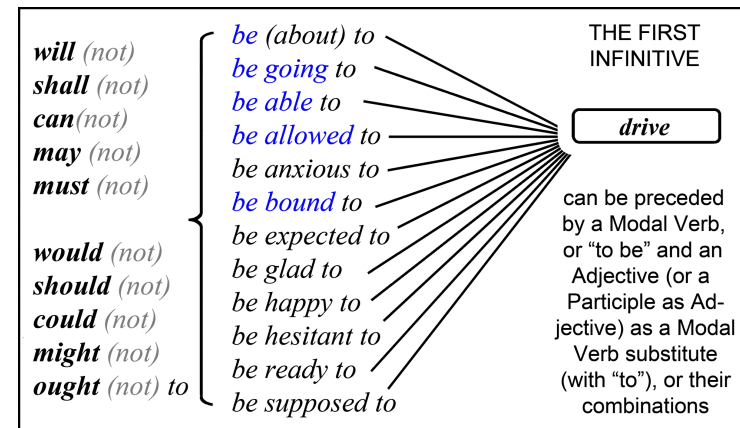 will (not)
shall (not)
can(not)
may (not)
must (not)
would (not)
should (not)
could (not)
might (not)
ought (not) to
be (about) to
be going to
be able to
be allowed to
be anxious to
be bound to
be expected to
be glad to
be happy to
be hesitant to
be ready to
be supposed to
THE FIRST
INFINITIVE
drive
can be preceded
by a Modal Verb,
or “to be” and an
Adjective (or a
Participle as Ad-
jective) as a Modal
Verb substitute
(with “to”), or their
combinations